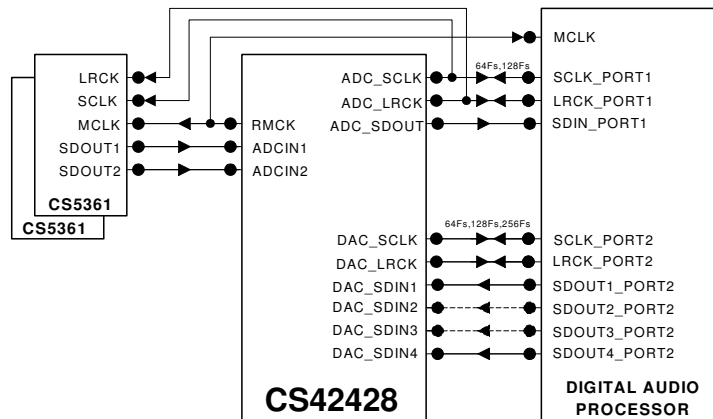 LRCK
SCLK
MCLK
SDOUT1
SDOUT2
CS5361
CS5361
RMCK
ADCIN1
ADCIN2
ADC_SCLK
ADC_LRCK
ADC_SDOUT
DAC_SCLK
DAC_LRCK
DAC_SDIN1
DAC_SDIN2
DAC_SDIN3
DAC_SDIN4
CS42428
64Fs,128Fs
64Fs,128Fs,256Fs
MCLK
SCLK_PORT1
LRCK_PORT1
SDIN_PORT1
SCLK_PORT2
LRCK_PORT2
SDOUT1_PORT2
SDOUT2_PORT2
SDOUT3_PORT2
SDOUT4_PORT2
DIGITAL AUDIO
PROCESSOR